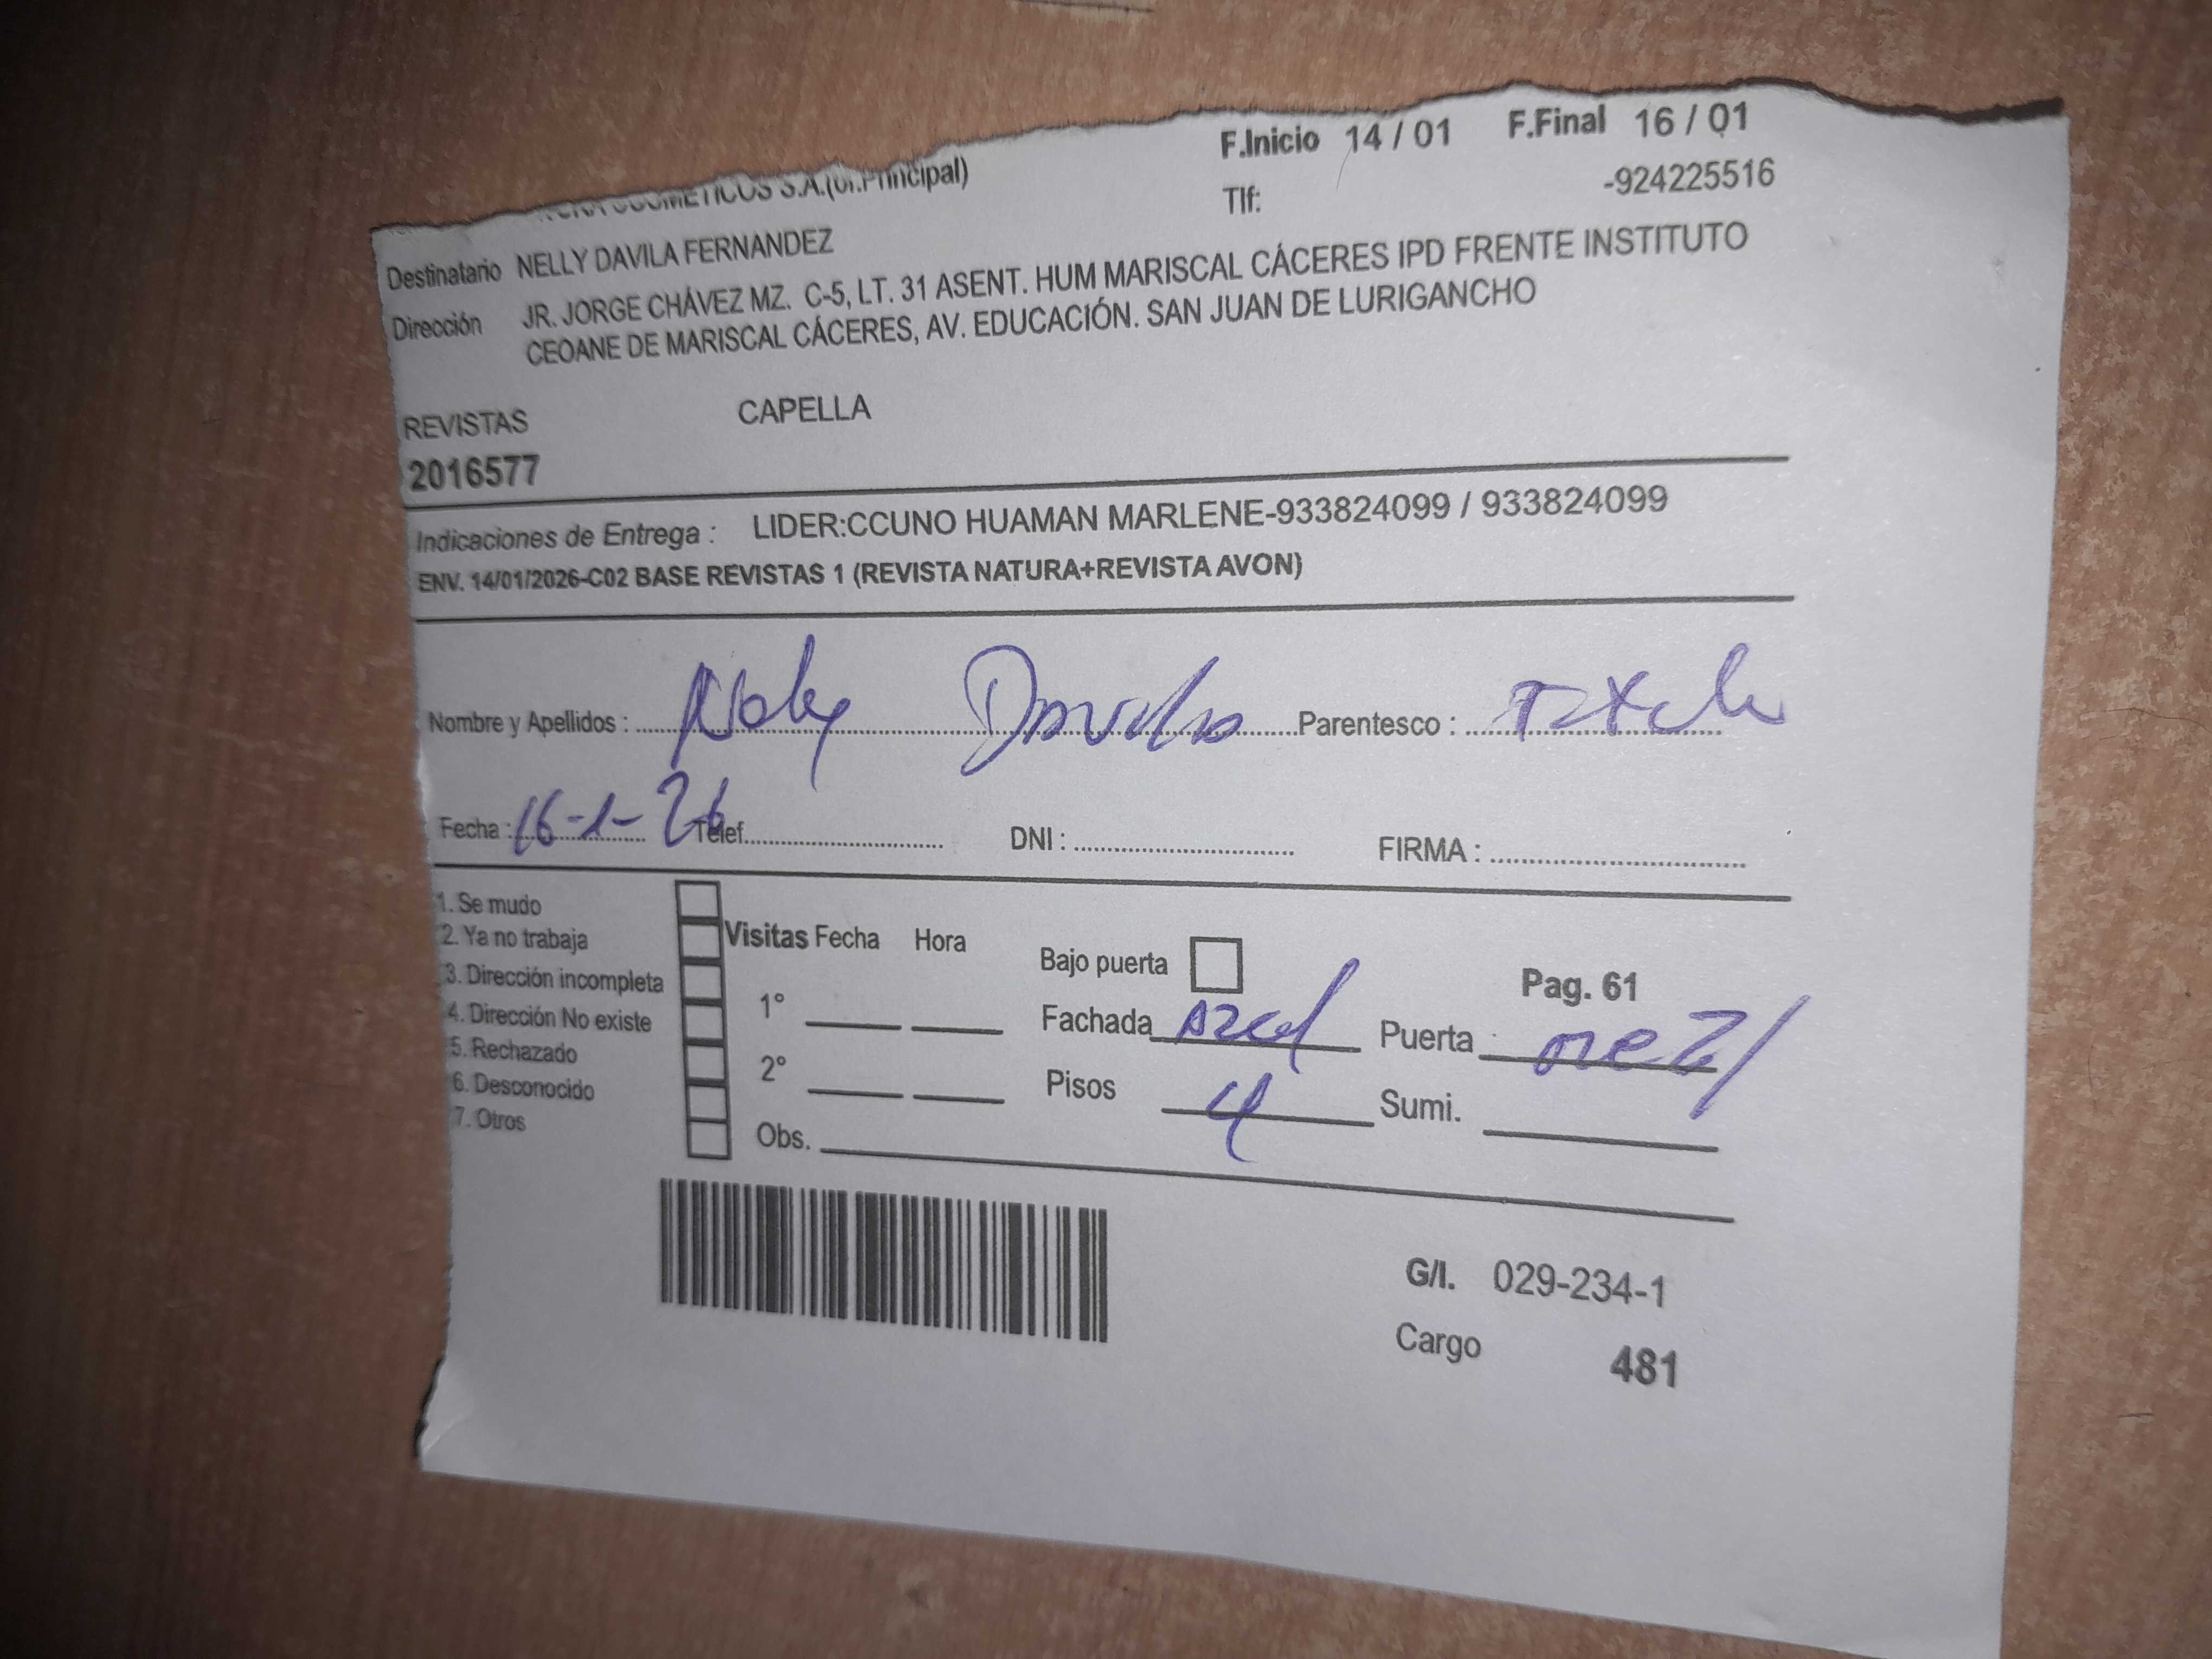 COSMETICOS S.A.(Of.Principal)
F.Inicio 14 / 01 F.Final 16 / 01
Tlf: -924225516
Destinatario NELLY DAVILA FERNANDEZ
Dirección JR. JORGE CHÁVEZ MZ. C-5, LT. 31 ASENT. HUM MARISCAL CÁCERES IPD FRENTE INSTITUTO
CEOANE DE MARISCAL CÁCERES, AV. EDUCACIÓN. SAN JUAN DE LURIGANCHO
REVISTAS CAPELLA
2016577
Indicaciones de Entrega : LIDER:CCUNO HUAMAN MARLENE-933824099 / 933824099
ENV. 14/01/2026-C02 BASE REVISTAS 1 (REVISTA NATURA+REVISTA AVON)
Nombre y Apellidos : Nely Davila Parentesco :
Fecha : 16-1-26 Telef. DNI : FIRMA :
1. Se mudo
2. Ya no trabaja
3. Dirección incompleta
4. Dirección No existe
5. Rechazado
6. Desconocido
7. Otros
Visitas Fecha Hora
1°
2°
Obs.
Bajo puerta
Pag. 61
Fachada Azul Puerta
Pisos 4 Sumi.
G/I. 029-234-1
Cargo 481